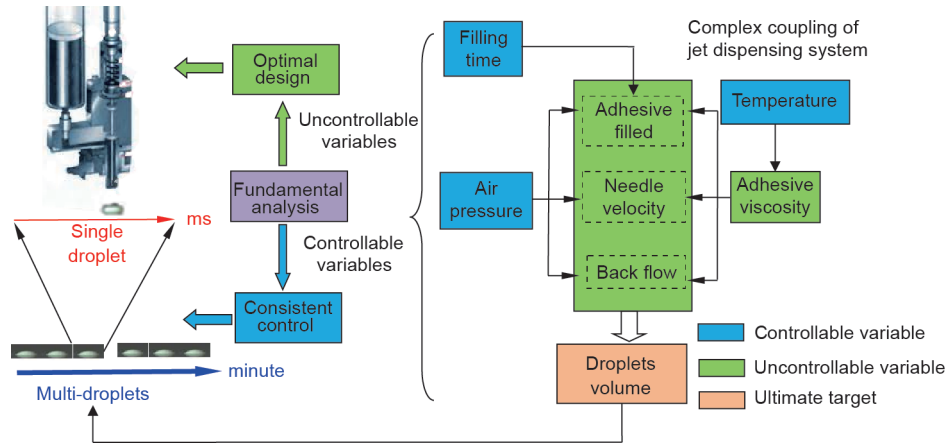 Optimal
design
Uncontrollable
variables
Fundamental
analysis
Controllable
variables
Consistent
control
ms
Single
droplet
minute
Multi-droplets
Filling
time
Air
pressure
Complex coupling of
jet dispensing system
Adhesive
filled
Needle
velocity
Back flow
Temperature
Adhesive
viscosity
Droplets
volume
Controllable variable
Uncontrollable variable
Ultimate target